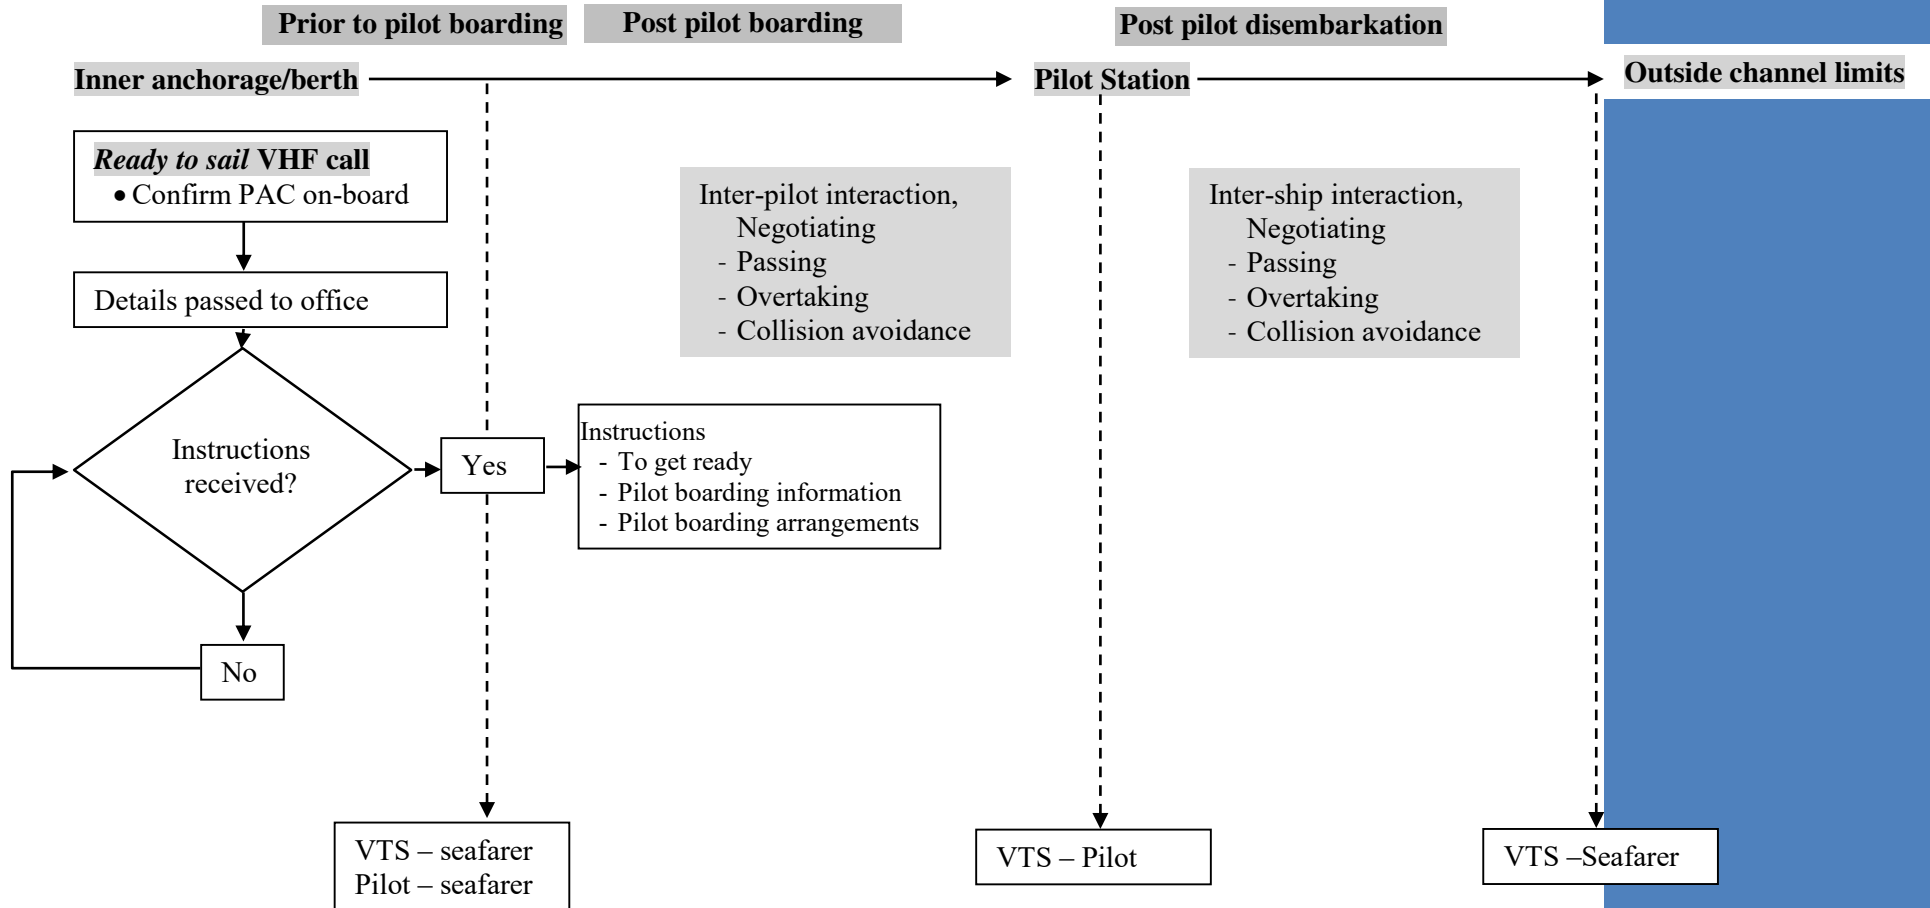 Prior to pilot boarding
Post pilot boarding
Post pilot disembarkation
Inner anchorage/berth
Pilot Station
Outside channel limits
Ready to sail VHF call
• Confirm PAC on-board
Details passed to office
Instructions
received?
Yes
No
Instructions
- To get ready
- Pilot boarding information
- Pilot boarding arrangements
Inter-pilot interaction,
Negotiating
- Passing
- Overtaking
- Collision avoidance
Inter-ship interaction,
Negotiating
- Passing
- Overtaking
- Collision avoidance
VTS – seafarer
Pilot – seafarer
VTS – Pilot
VTS –Seafarer